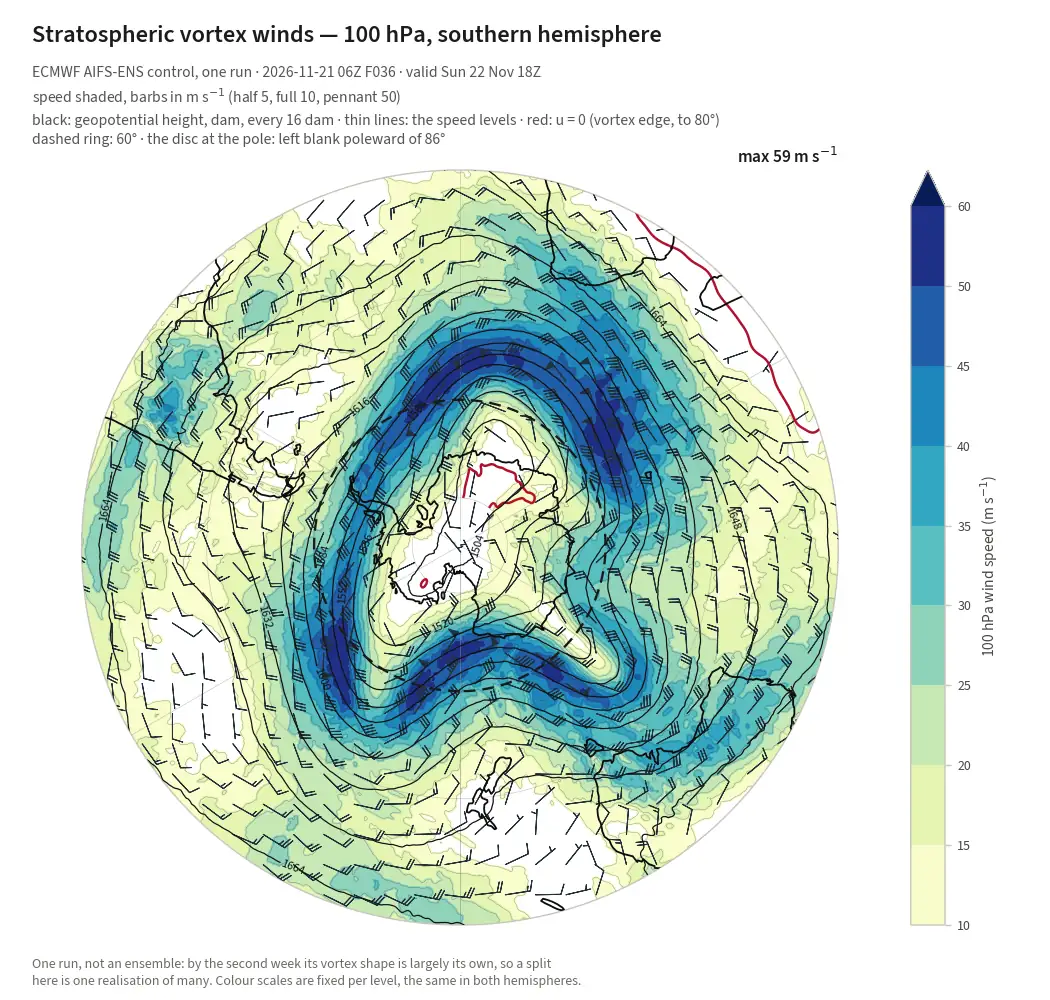 Stratospheric vortex winds — 100 hPa, southern hemisphere
ECMWF AIFS-ENS control, one run · 2026-11-21 06Z F036 · valid Sun 22 Nov 18Z
speed shaded, barbs in m s⁻¹ (half 5, full 10, pennant 50)
black: geopotential height, dam, every 16 dam · thin lines: the speed levels · red: u = 0 (vortex edge, to 80°)
dashed ring: 60° · the disc at the pole: left blank poleward of 86°
max 59 m s⁻¹
60
50
45
40
35
30
25
20
15
10
100 hPa wind speed (m s⁻¹)
1664
1616
1664
1648
1504
1632
1520
1664
One run, not an ensemble: by the second week its vortex shape is largely its own, so a split
here is one realisation of many. Colour scales are fixed per level, the same in both hemispheres.